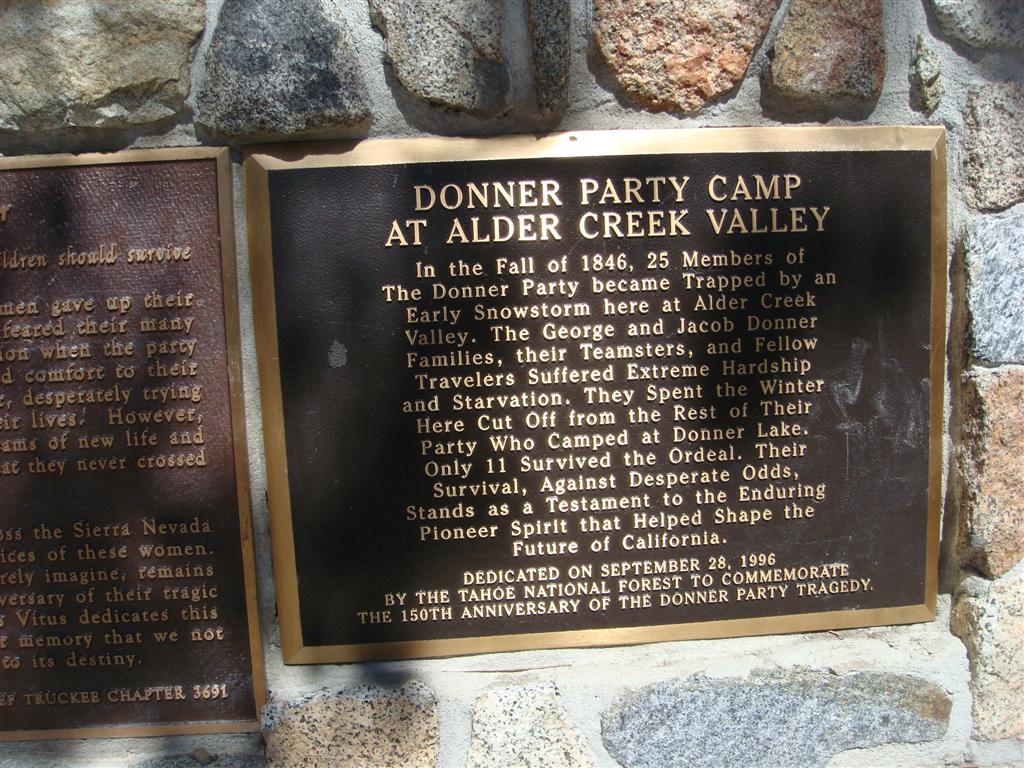 ldren should survive
men gave up their
feared their many
ion when the party
d comfort to their
desperately trying
ir lives. However,
ams of new life and
at they never crossed
oss the Sierra Nevada
ices of these women.
rely imagine, remains
versary of their tragic
Vitus dedicates this
memory that we not
to its destiny.
EF TRUCKEE CHAPTER 3691
DONNER PARTY CAMP
AT ALDER CREEK VALLEY
In the Fall of 1846, 25 Members of
The Donner Party became Trapped by an
Early Snowstorm here at Alder Creek
Valley. The George and Jacob Donner
Families, their Teamsters, and Fellow
Travelers Suffered Extreme Hardship
and Starvation. They Spent the Winter
Here Cut Off from the Rest of Their
Party Who Camped at Donner Lake.
Only 11 Survived the Ordeal. Their
Survival, Against Desperate Odds,
Stands as a Testament to the Enduring
Pioneer Spirit that Helped Shape the
Future of California.
DEDICATED ON SEPTEMBER 28, 1996
BY THE TAHOE NATIONAL FOREST TO COMMEMORATE
THE 150TH ANNIVERSARY OF THE DONNER PARTY TRAGEDY.